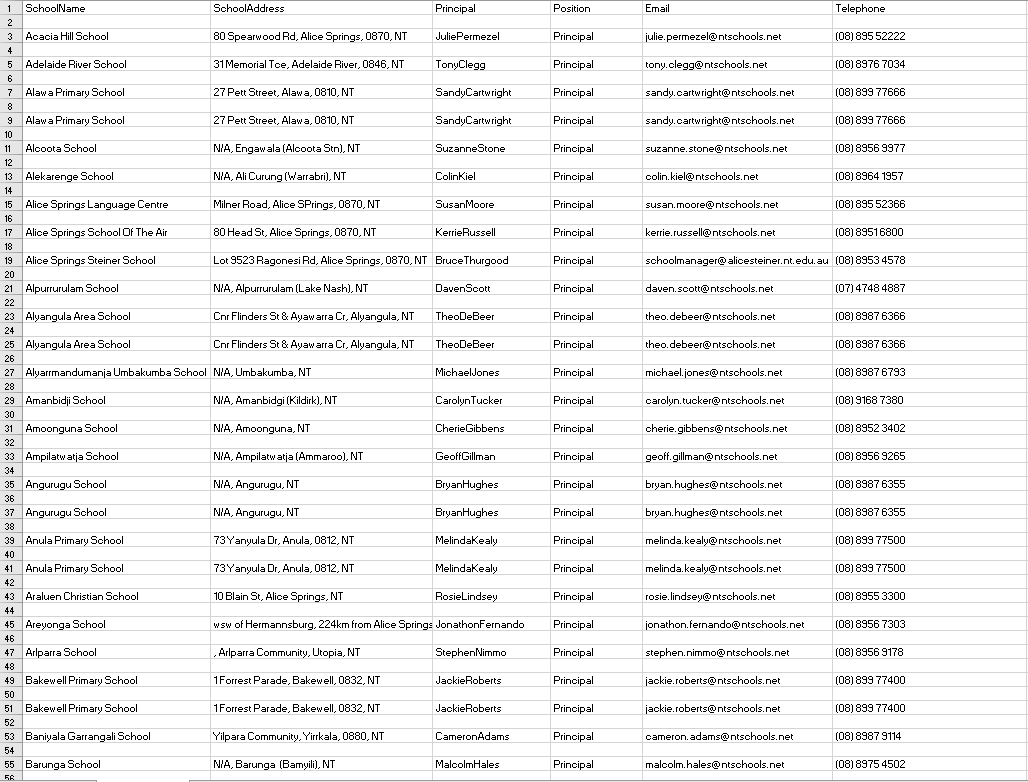 1 SchoolName SchoolAddress Principal Position Email Telephone
2
3 Acacia Hill School 80 Spearwood Rd, Alice Springs, 0870, NT JuliePermezel Principal julie.permezel@ntschools.net (08) 895 52222
4
5 Adelaide River School 31 Memorial Tce, Adelaide River, 0846, NT TonyClegg Principal tony.clegg@ntschools.net (08) 8976 7034
6
7 Alawa Primary School 27 Pett Street, Alawa, 0810, NT SandyCartwright Principal sandy.cartwright@ntschools.net (08) 899 77666
8
9 Alawa Primary School 27 Pett Street, Alawa, 0810, NT SandyCartwright Principal sandy.cartwright@ntschools.net (08) 899 77666
10
11 Alcoota School N/A, Engawala (Alcoota Stn), NT SuzanneStone Principal suzanne.stone@ntschools.net (08) 8956 9977
12
13 Alekarenge School N/A, Ali Curung (Warrabri), NT ColinKiel Principal colin.kiel@ntschools.net (08) 8964 1957
14
15 Alice Springs Language Centre Milner Road, Alice SPrings, 0870, NT SusanMoore Principal susan.moore@ntschools.net (08) 895 52366
16
17 Alice Springs School Of The Air 80 Head St, Alice Springs, 0870, NT KerrieRussell Principal kerrie.russell@ntschools.net (08) 89516800
18
19 Alice Springs Steiner School Lot 9523 Ragonesi Rd, Alice Springs, 0870, NT BruceThurgood Principal schoolmanager@alicesteiner.nt.edu.au (08) 8953 4578
20
21 Alpurrurulam School N/A, Alpurrurulam (Lake Nash), NT DavenScott Principal daven.scott@ntschools.net (07) 4748 4887
22
23 Alyangula Area School Cnr Flinders St & Ayawarra Cr, Alyangula, NT TheoDeBeer Principal theo.debeer@ntschools.net (08) 8987 6366
24
25 Alyangula Area School Cnr Flinders St & Ayawarra Cr, Alyangula, NT TheoDeBeer Principal theo.debeer@ntschools.net (08) 8987 6366
26
27 Alyarrmandumanja Umbakumba School N/A, Umbakumba, NT MichaelJones Principal michael.jones@ntschools.net (08) 8987 6793
28
29 Amanbidji School N/A, Amanbidgi (Kildirk), NT CarolynTucker Principal carolyn.tucker@ntschools.net (08) 9168 7380
30
31 Amoonguna School N/A, Amoonguna, NT CherieGibbens Principal cherie.gibbens@ntschools.net (08) 8952 3402
32
33 Ampilatwatja School N/A, Ampilatwatja (Ammaroo), NT GeoffGillman Principal geoff.gillman@ntschools.net (08) 8956 9265
34
35 Angurugu School N/A, Angurugu, NT BryanHughes Principal bryan.hughes@ntschools.net (08) 8987 6355
36
37 Angurugu School N/A, Angurugu, NT BryanHughes Principal bryan.hughes@ntschools.net (08) 8987 6355
38
39 Anula Primary School 73 Yanyula Dr, Anula, 0812, NT MelindaKealy Principal melinda.kealy@ntschools.net (08) 899 77500
40
41 Anula Primary School 73 Yanyula Dr, Anula, 0812, NT MelindaKealy Principal melinda.kealy@ntschools.net (08) 899 77500
42
43 Araluen Christian School 10 Blain St, Alice Springs, NT RosieLindsey Principal rosie.lindsey@ntschools.net (08) 8955 3300
44
45 Areyonga School wsw of Hermannsburg, 224km from Alice Springs JonathonFernando Principal jonathon.fernando@ntschools.net (08) 8956 7303
46
47 Arlparra School , Arlparra Community, Utopia, NT StephenNimmo Principal stephen.nimmo@ntschools.net (08) 8956 9178
48
49 Bakewell Primary School 1 Forrest Parade, Bakewell, 0832, NT JackieRoberts Principal jackie.roberts@ntschools.net (08) 899 77400
50
51 Bakewell Primary School 1 Forrest Parade, Bakewell, 0832, NT JackieRoberts Principal jackie.roberts@ntschools.net (08) 899 77400
52
53 Baniyala Garrangali School Yilpara Community, Yirrkala, 0880, NT CameronAdams Principal cameron.adams@ntschools.net (08) 8987 9114
54
55 Barunga School N/A, Barunga (Bamyili), NT MalcolmHales Principal malcolm.hales@ntschools.net (08) 8975 4502
56